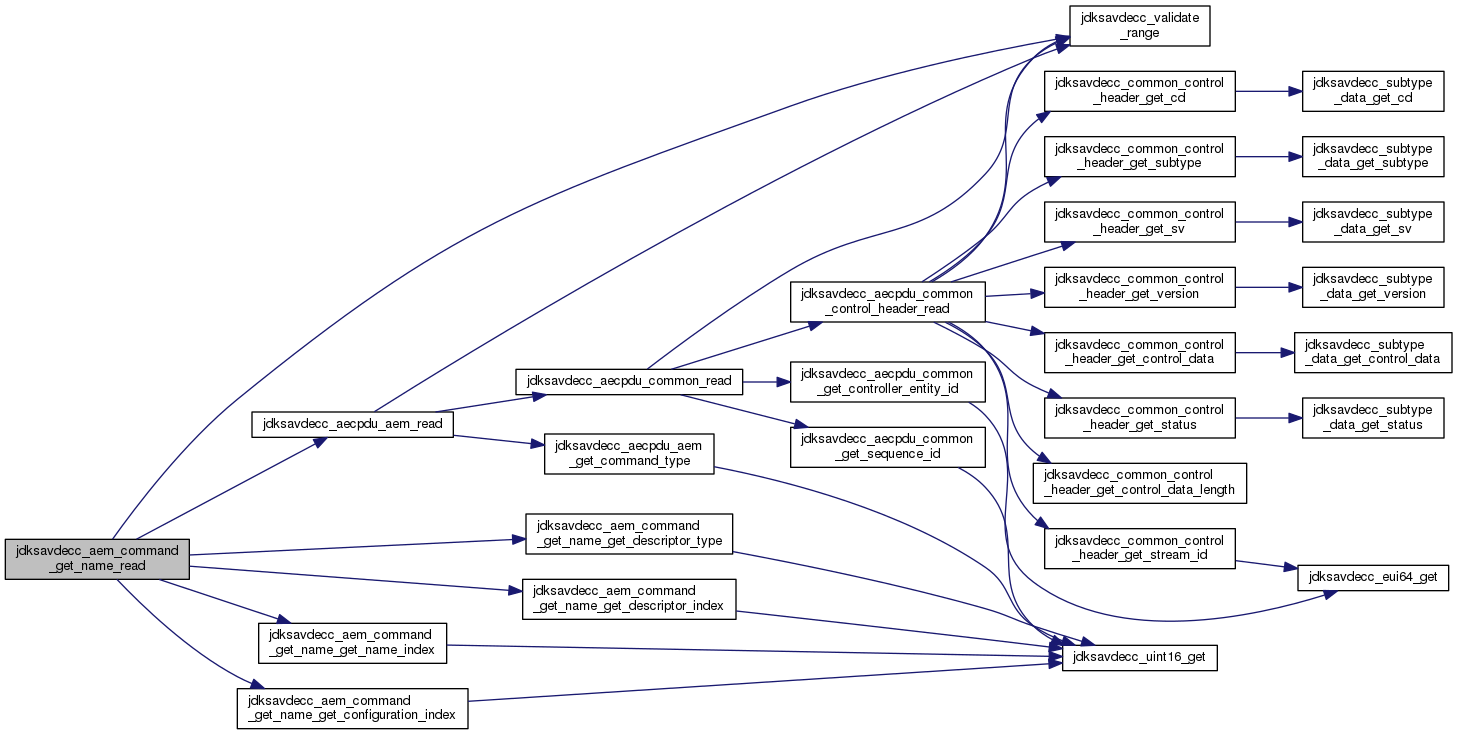 jdksavdecc_validate
_range
jdksavdecc_common_control
_header_get_cd
jdksavdecc_subtype
_data_get_cd
jdksavdecc_common_control
_header_get_subtype
jdksavdecc_subtype
_data_get_subtype
jdksavdecc_common_control
_header_get_sv
jdksavdecc_subtype
_data_get_sv
jdksavdecc_aecpdu_common
_control_header_read
jdksavdecc_common_control
_header_get_version
jdksavdecc_subtype
_data_get_version
jdksavdecc_common_control
_header_get_control_data
jdksavdecc_subtype
_data_get_control_data
jdksavdecc_aecpdu_common_read
jdksavdecc_aecpdu_common
_get_controller_entity_id
jdksavdecc_common_control
_header_get_status
jdksavdecc_subtype
_data_get_status
jdksavdecc_aecpdu_aem_read
jdksavdecc_aecpdu_aem
_get_command_type
jdksavdecc_aecpdu_common
_get_sequence_id
jdksavdecc_common_control
_header_get_control_data_length
jdksavdecc_aem_command
_get_name_read
jdksavdecc_aem_command
_get_name_get_descriptor_type
jdksavdecc_common_control
_header_get_stream_id
jdksavdecc_eui64_get
jdksavdecc_aem_command
_get_name_get_descriptor_index
jdksavdecc_aem_command
_get_name_get_name_index
jdksavdecc_uint16_get
jdksavdecc_aem_command
_get_name_get_configuration_index